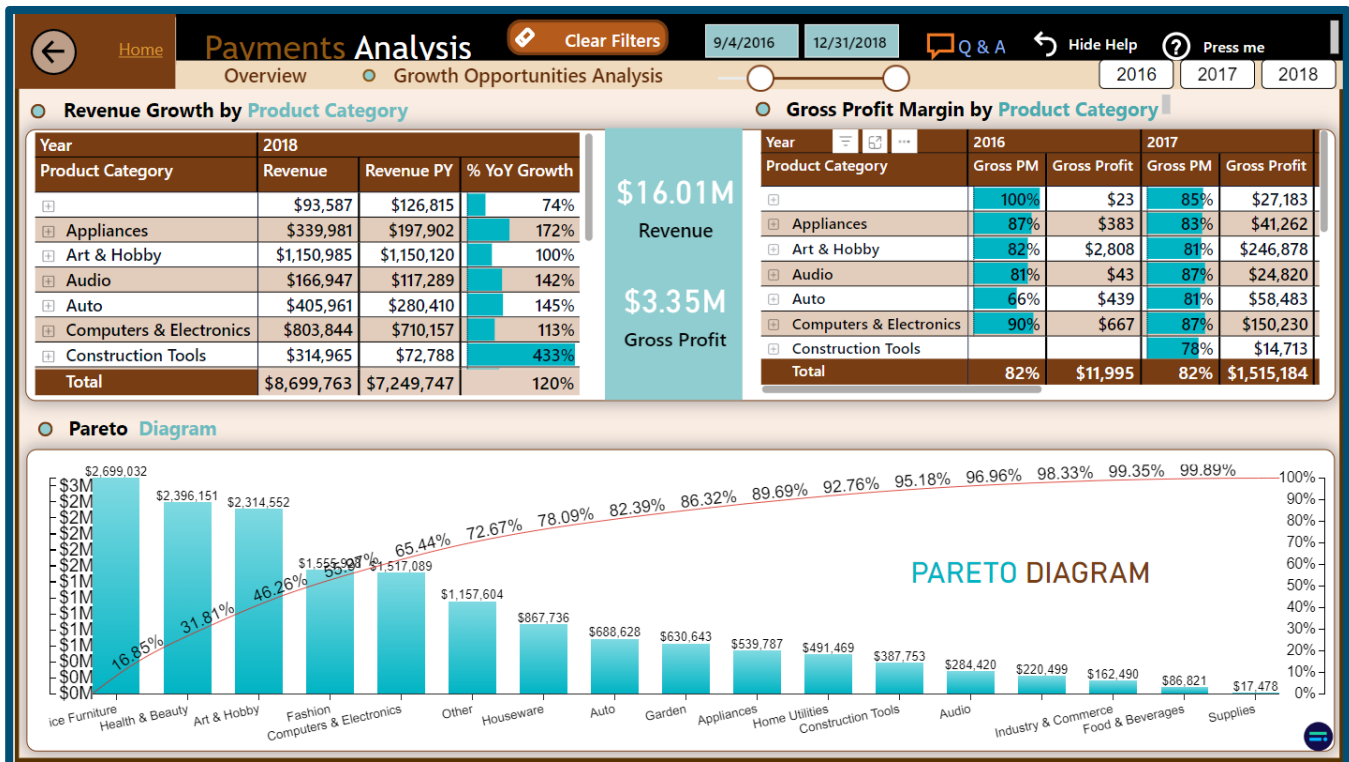 Home
Payments Analysis
Clear Filters
9/4/2016
12/31/2018
Q & A
Hide Help
?
Press me
Overview
Growth Opportunities Analysis
2016
2017
2018
Revenue Growth by Product Category
Year 2018
Product Category Revenue Revenue PY % YoY Growth
$93,587 $126,815 74%
Appliances $339,981 $197,902 172%
Art & Hobby $1,150,985 $1,150,120 100%
Audio $166,947 $117,289 142%
Auto $405,961 $280,410 145%
Computers & Electronics $803,844 $710,157 113%
Construction Tools $314,965 $72,788 433%
Total $8,699,763 $7,249,747 120%
$16.01M
Revenue
$3.35M
Gross Profit
Gross Profit Margin by Product Category
Year 2016 2017
Product Category Gross PM Gross Profit Gross PM Gross Profit
100% $23 85% $27,183
Appliances 87% $383 83% $41,262
Art & Hobby 82% $2,808 81% $246,878
Audio 81% $43 87% $24,820
Auto 66% $439 81% $58,483
Computers & Electronics 90% $667 87% $150,230
Construction Tools 78% $14,713
Total 82% $11,995 82% $1,515,184
Pareto Diagram
$3M
$2M
$2M
$2M
$2M
$2M
$1M
$1M
$1M
$1M
$1M
$0M
$0M
$0M
$2,699,032
$2,396,151
$2,314,552
$1,517,089
$1,157,604
$867,736
$688,628
$630,643
$539,787
$491,469
$387,753
$284,420
$220,499
$162,490
$86,821
$17,478
16.85%
31.81%
46.26%
65.44%
72.67%
78.09%
82.39%
86.32%
89.69%
92.76%
95.18%
96.96%
98.33%
99.35%
99.89%
PARETO DIAGRAM
100%
90%
80%
70%
60%
50%
40%
30%
20%
10%
0%
ice Furniture
Health & Beauty
Art & Hobby
Fashion
Computers & Electronics
Other
Houseware
Auto
Garden
Appliances
Home Utilities
Construction Tools
Audio
Industry & Commerce
Food & Beverages
Supplies